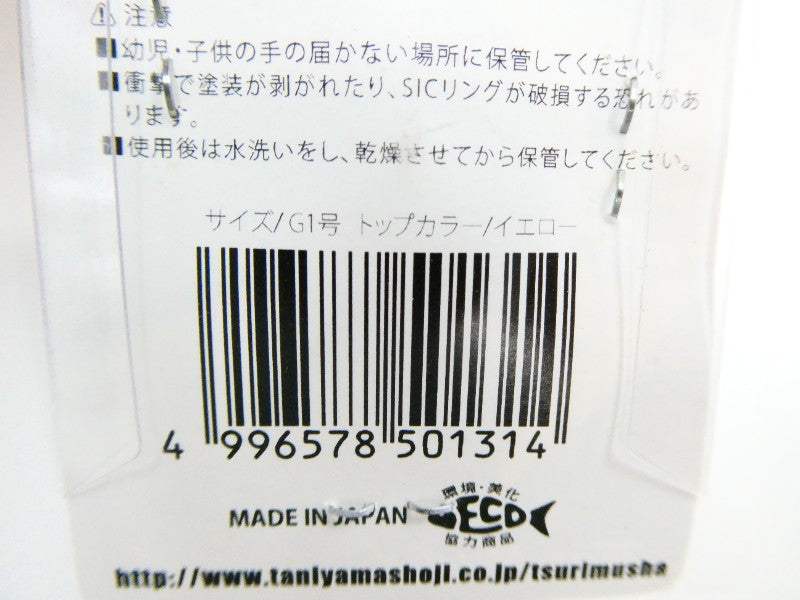 注意
■幼児・子供の手の届かない場所に保管してください。
■衝撃で塗装が剥がれたり、SICリングが破損する恐れがあ
ります。
■使用後は水洗いをし、乾燥させてから保管してください。
サイズ/G1号 トップカラー/イエロー
4 996578 501314
MADE IN JAPAN
環境・美化
ECO
協力商品
http://www.taniyamashoji.co.jp/tsurimusha